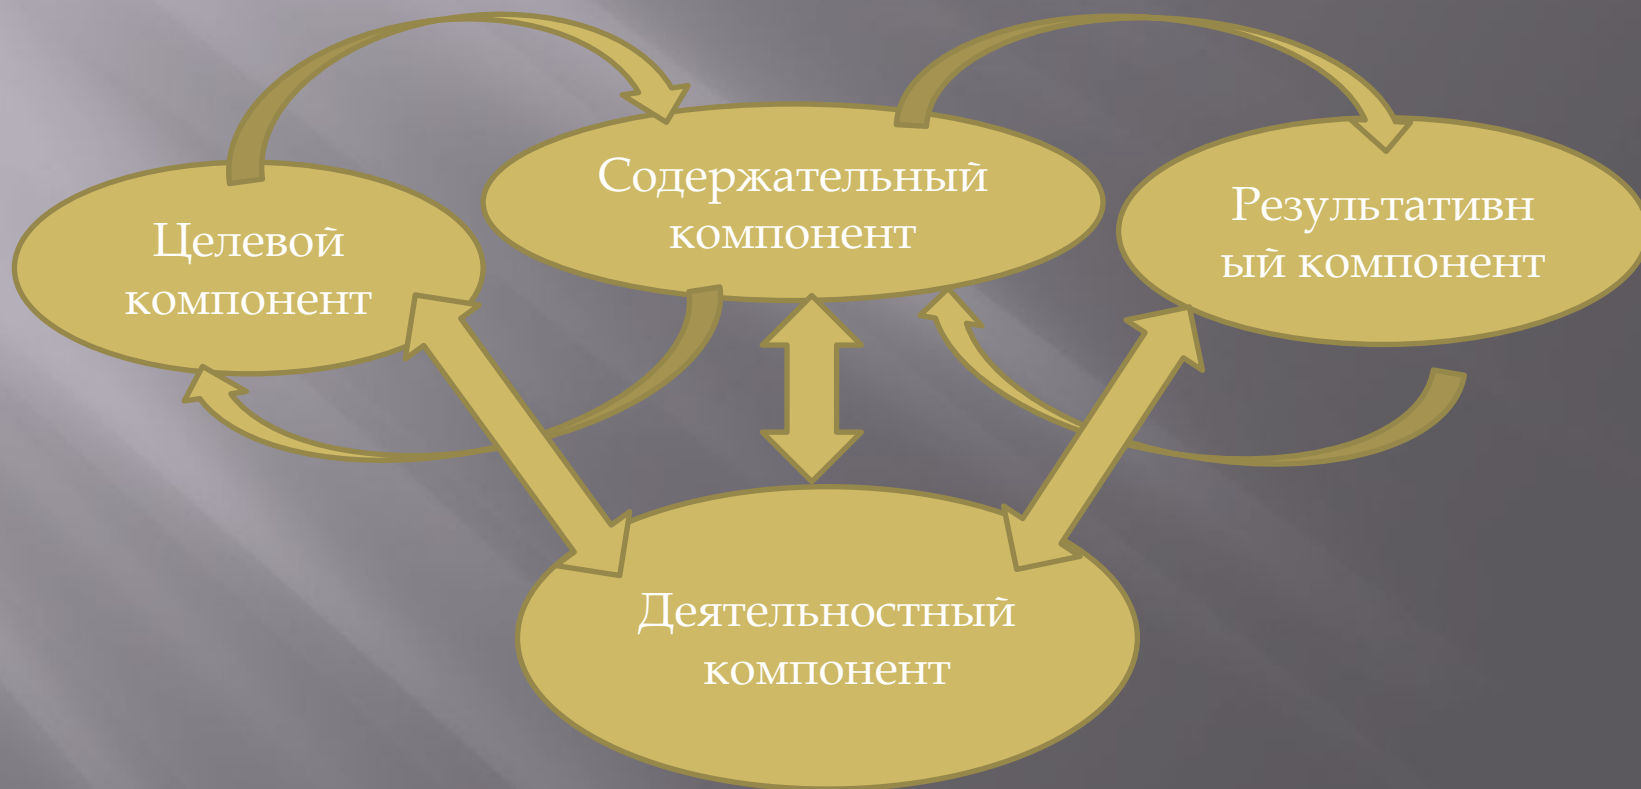 Целевой
компонент
Содержательный
компонент
Результативн
ый компонент
Деятельностный
компонент